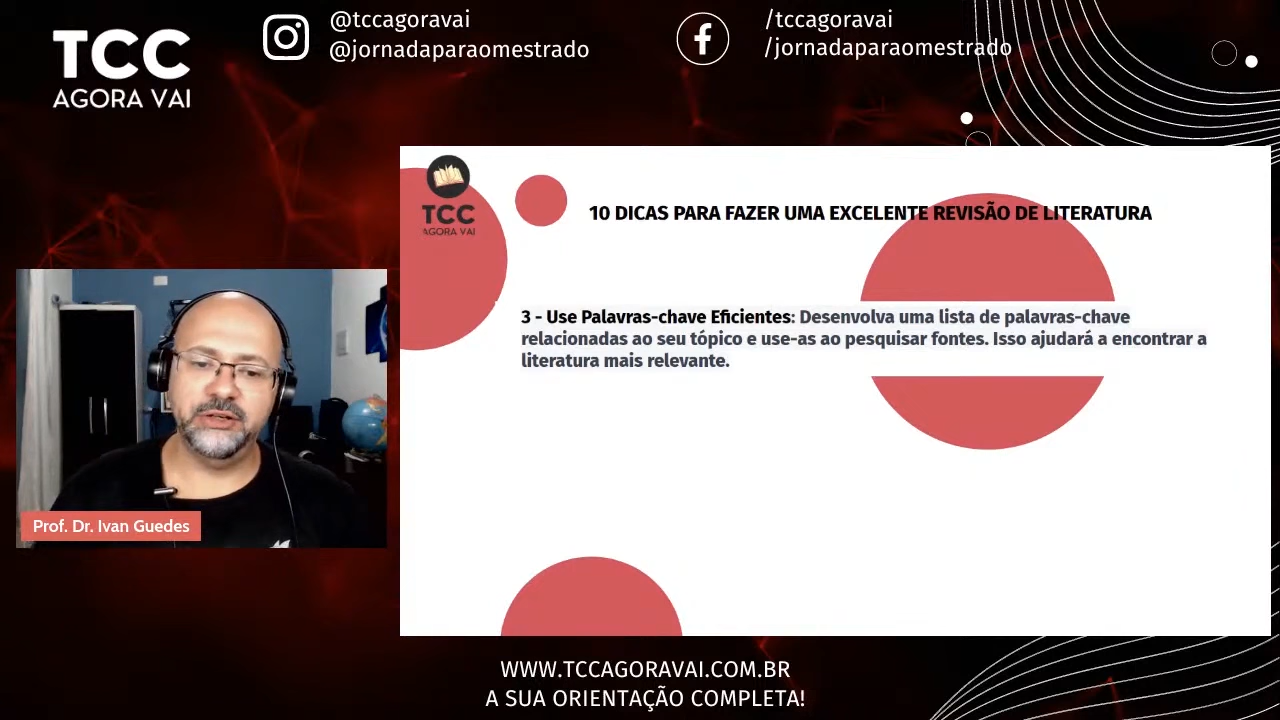 TCC
AGORA VAI
@tccagoravai
@jornadaparaomestrado
/tccagoravai
/jornadaparaomestrado
TCC
AGORA VAI
10 DICAS PARA FAZER UMA EXCELENTE REVISÃO DE LITERATURA
3 - Use Palavras-chave Eficientes: Desenvolva uma lista de palavras-chave
relacionadas ao seu tópico e use-as ao pesquisar fontes. Isso ajudará a encontrar a
literatura mais relevante.
Prof. Dr. Ivan Guedes
WWW.TCCAGORAVAI.COM.BR
A SUA ORIENTAÇÃO COMPLETA!